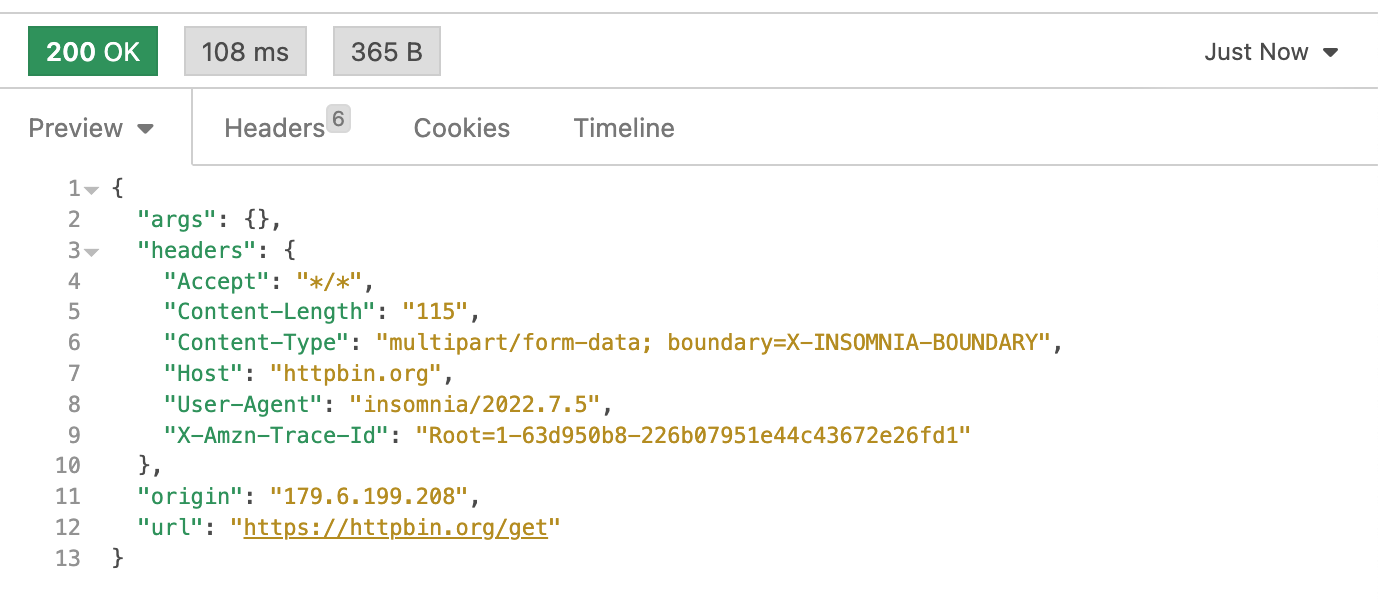 200 OK 108 ms 365 B Just Now
Preview Headers 6 Cookies Timeline
1 {
2 "args": {},
3 "headers": {
4 "Accept": "*/*",
5 "Content-Length": "115",
6 "Content-Type": "multipart/form-data; boundary=X-INSOMNIA-BOUNDARY",
7 "Host": "httpbin.org",
8 "User-Agent": "insomnia/2022.7.5",
9 "X-Amzn-Trace-Id": "Root=1-63d950b8-226b07951e44c43672e26fd1"
10 },
11 "origin": "179.6.199.208",
12 "url": "https://httpbin.org/get"
13 }